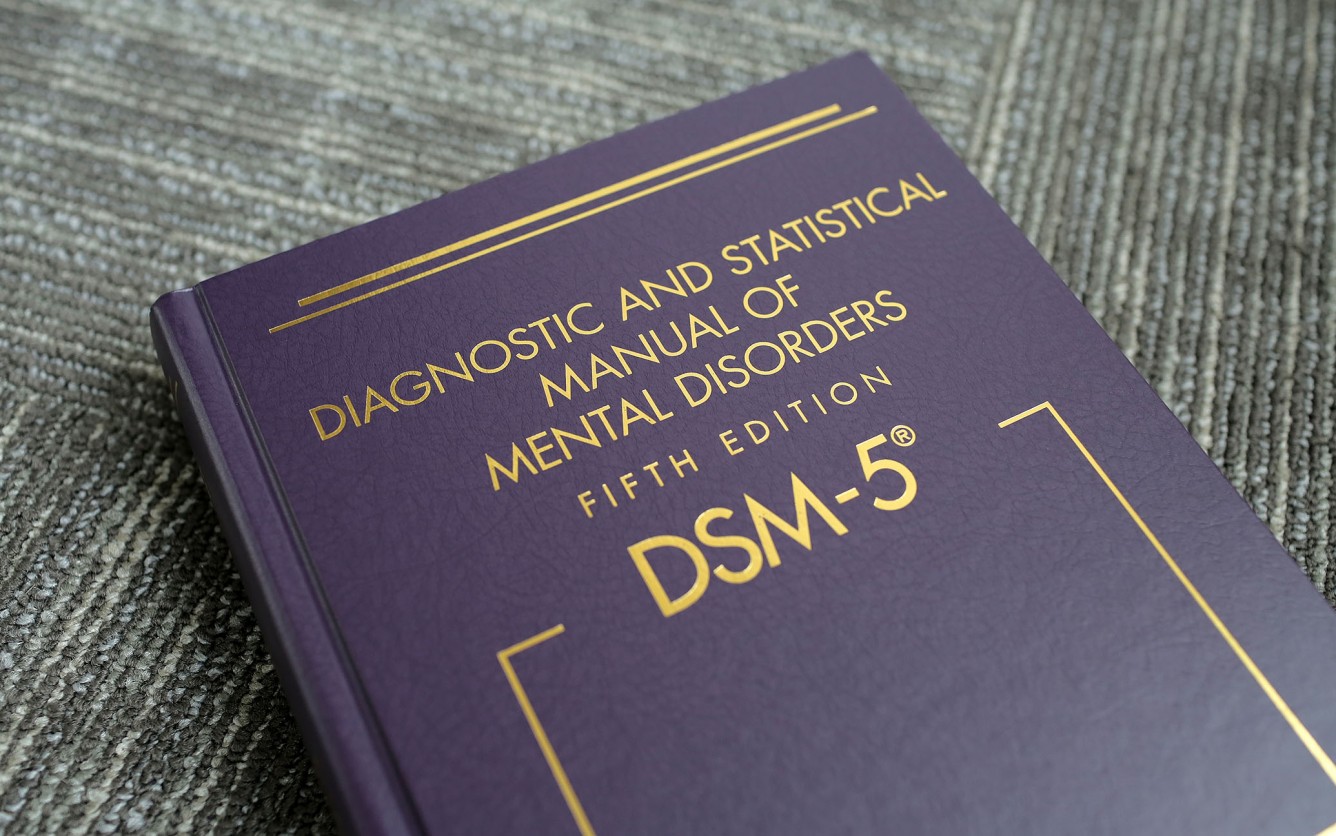 DIAGNOSTIC AND STATISTICAL
MANUAL OF
MENTAL DISORDERS
FIFTH EDITION
DSM-5®